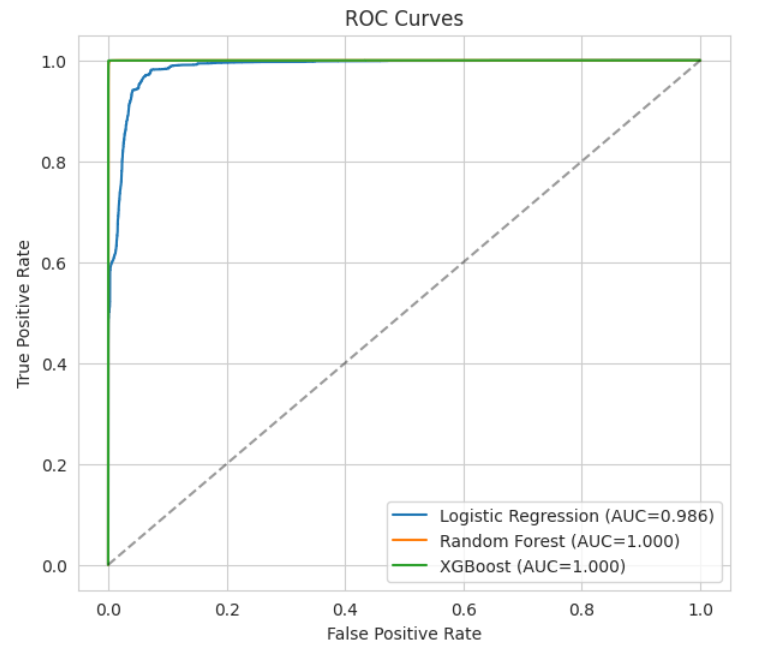 ROC Curves
1.0
0.8
0.6
0.4
0.2
0.0
True Positive Rate
Logistic Regression (AUC=0.986)
Random Forest (AUC=1.000)
XGBoost (AUC=1.000)
0.0 0.2 0.4 0.6 0.8 1.0
False Positive Rate